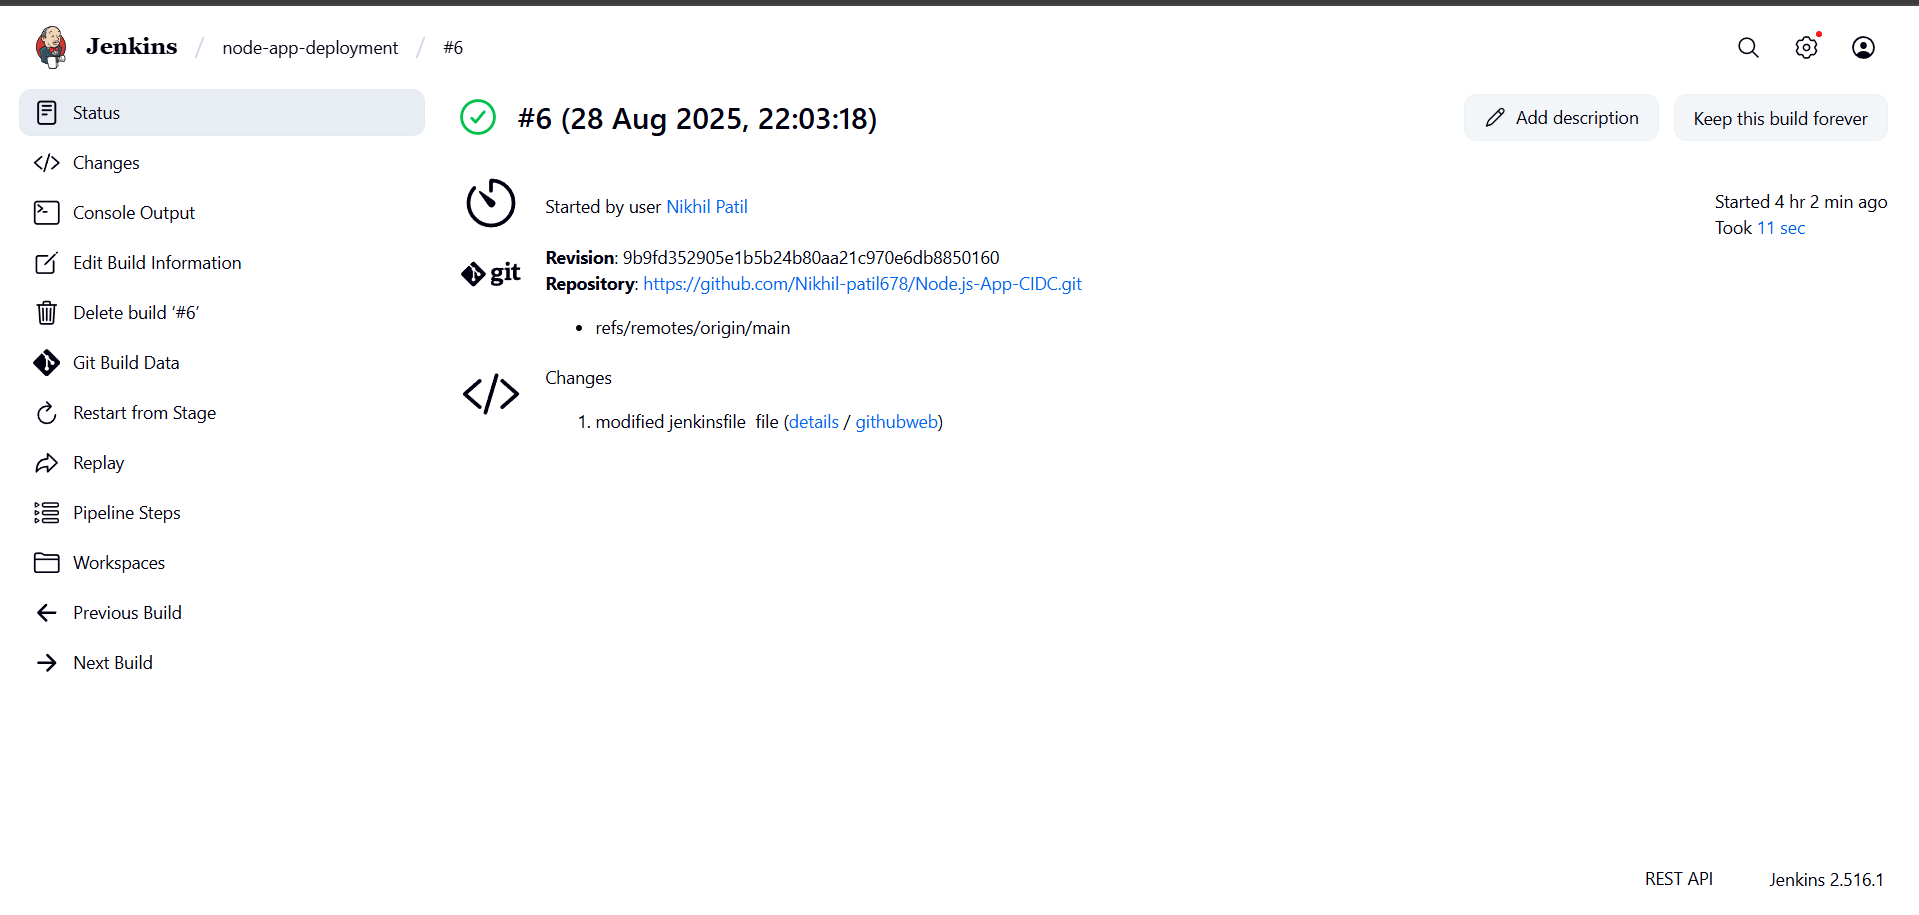 Jenkins / node-app-deployment / #6
Status
Changes
Console Output
Edit Build Information
Delete build ‘#6’
Git Build Data
Restart from Stage
Replay
Pipeline Steps
Workspaces
Previous Build
Next Build
#6 (28 Aug 2025, 22:03:18)
Add description
Keep this build forever
Started by user Nikhil Patil
Started 4 hr 2 min ago
Took 11 sec
git
Revision: 9b9fd352905e1b5b24b80aa21c970e6db8850160
Repository: https://github.com/Nikhil-patil678/Node.js-App-CIDC.git
• refs/remotes/origin/main
Changes
1. modified jenkinsfile  file (details / githubweb)
REST API
Jenkins 2.516.1